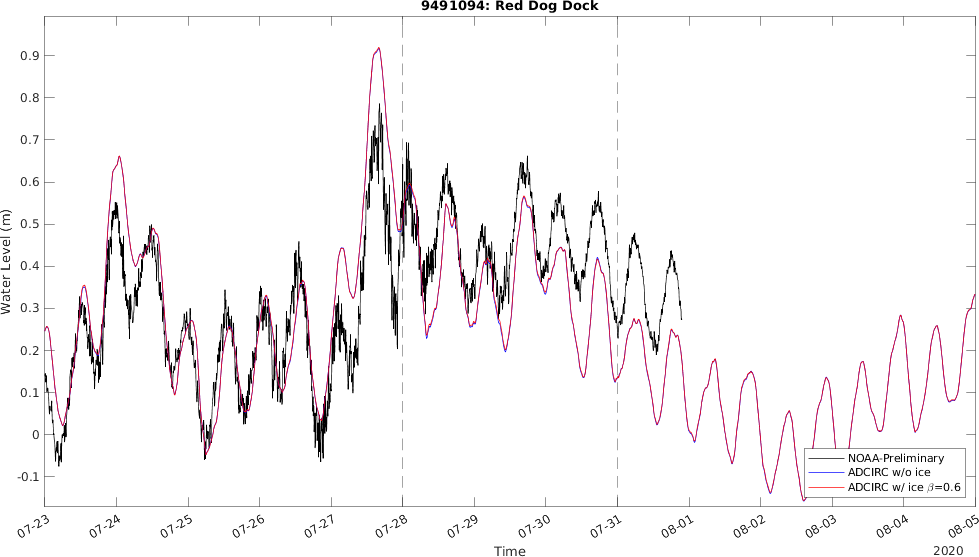 9491094: Red Dog Dock
0.9
0.8
0.7
0.6
0.5
0.4
0.3
0.2
0.1
0
-0.1
Water Level (m)
NOAA-Preliminary
ADCIRC w/o ice
ADCIRC w/ ice β=0.6
07-23 07-24 07-25 07-26 07-27 07-28 07-29 07-30 07-31 08-01 08-02 08-03 08-04 08-05
Time
2020